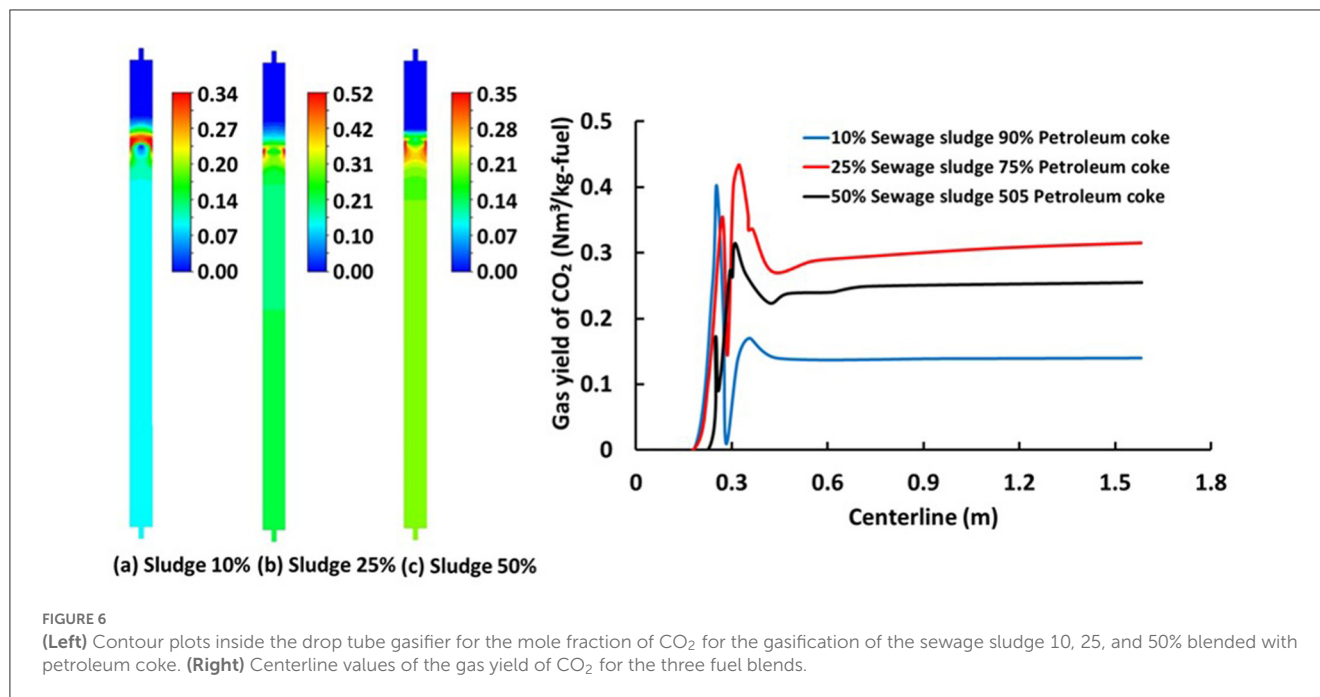 0.34
0.27
0.20
0.14
0.07
0.00
0.52
0.42
0.31
0.21
0.10
0.00
0.35
0.28
0.21
0.14
0.07
0.00
(a) Sludge 10% (b) Sludge 25% (c) Sludge 50%
Gas yield of CO₂ (Nm³/kg-fuel)
0.5
0.4
0.3
0.2
0.1
0
10% Sewage sludge 90% Petroleum coke
25% Sewage sludge 75% Petroleum coke
50% Sewage sludge 505 Petroleum coke
0 0.3 0.6 0.9 1.2 1.5 1.8
Centerline (m)
FIGURE 6
(Left) Contour plots inside the drop tube gasifier for the mole fraction of CO₂ for the gasification of the sewage sludge 10, 25, and 50% blended with
petroleum coke. (Right) Centerline values of the gas yield of CO₂ for the three fuel blends.